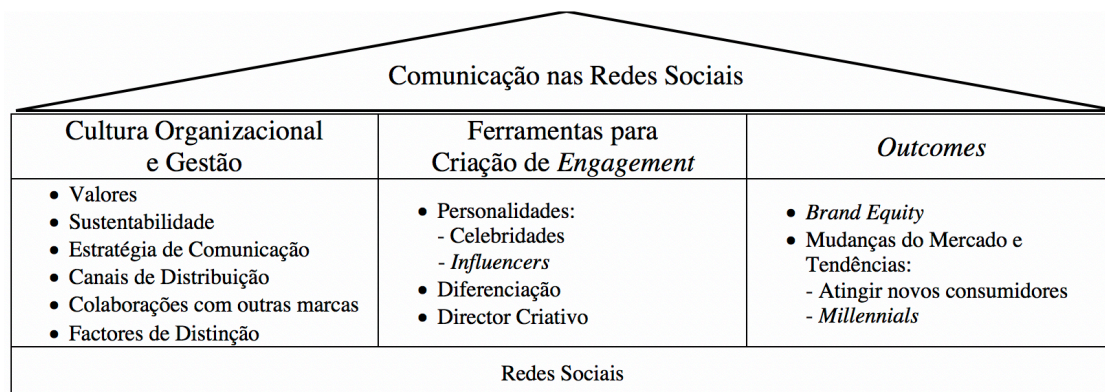 Comunicação nas Redes Sociais
Cultura Organizacional
e Gestão
• Valores
• Sustentabilidade
• Estratégia de Comunicação
• Canais de Distribuição
• Colaborações com outras marcas
• Factores de Distinção
Ferramentas para
Criação de Engagement
• Personalidades:
- Celebridades
- Influencers
• Diferenciação
• Director Criativo
Outcomes
• Brand Equity
• Mudanças do Mercado e
Tendências:
- Atingir novos consumidores
- Millennials
Redes Sociais